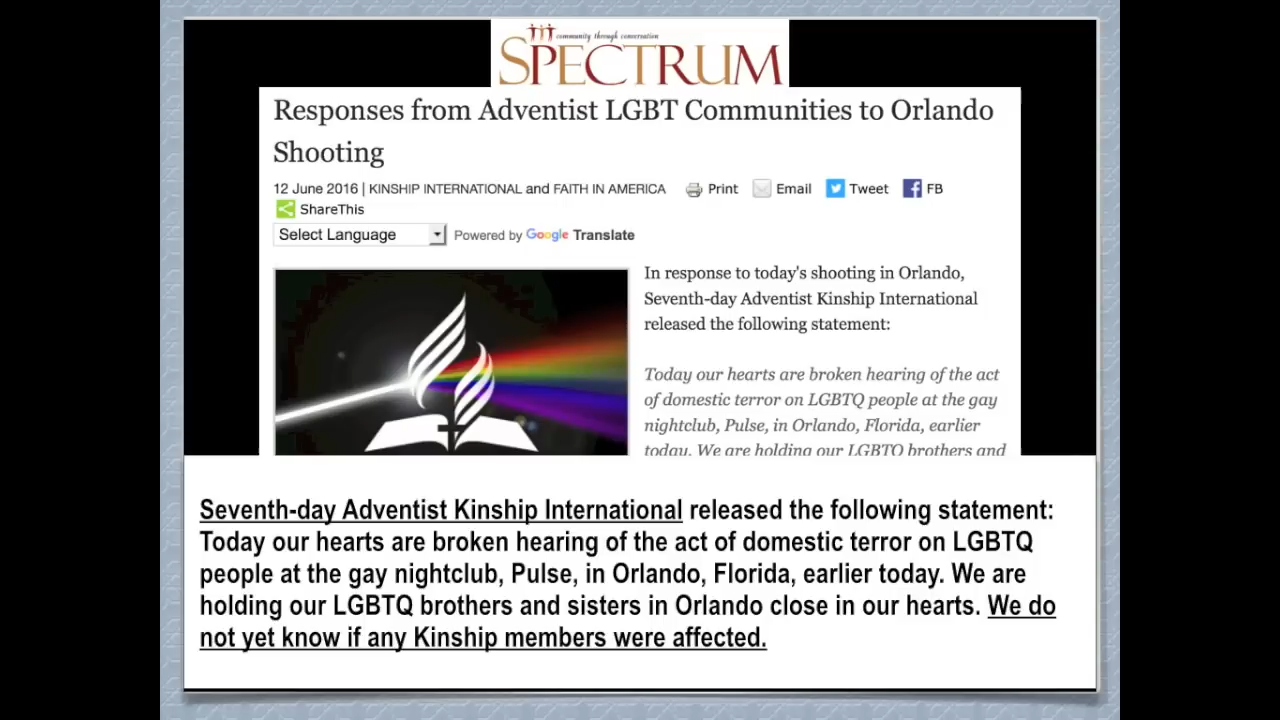 community through conversation
SPECTRUM
Responses from Adventist LGBT Communities to Orlando
Shooting
12 June 2016 | KINSHIP INTERNATIONAL and FAITH IN AMERICA Print Email Tweet FB
ShareThis
Select Language Powered by Google Translate
In response to today's shooting in Orlando,
Seventh-day Adventist Kinship International
released the following statement:
Today our hearts are broken hearing of the act
of domestic terror on LGBTQ people at the gay
nightclub, Pulse, in Orlando, Florida, earlier
today. We are holding our LGBTQ brothers and
Seventh-day Adventist Kinship International released the following statement:
Today our hearts are broken hearing of the act of domestic terror on LGBTQ
people at the gay nightclub, Pulse, in Orlando, Florida, earlier today. We are
holding our LGBTQ brothers and sisters in Orlando close in our hearts. We do
not yet know if any Kinship members were affected.